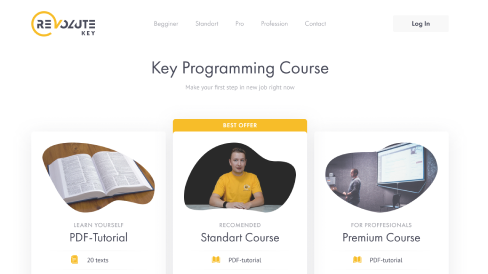 REVOLUTE
KEY
Begginer Standort Pro Profession Contact Log In
Key Programming Course
Make your first step in new job right now
BEST OFFER
LEARN YOURSELF
PDF-Tutorial
20 texts
RECOMENDED
Standart Course
PDF-tutorial
FOR PROFFESIONALS
Premium Course
PDF-tutorial